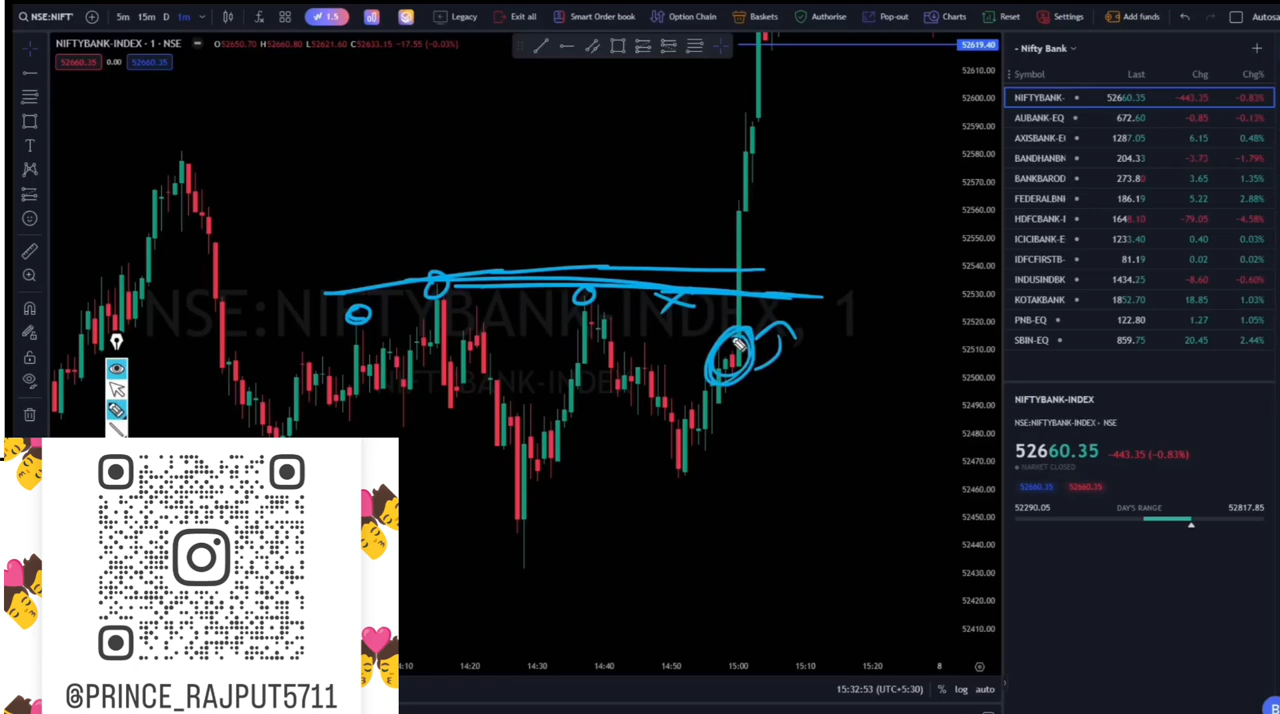 NSE:NIFT
5m 15m D 1m
1.5
Legacy
Exit all
Smart Order book
Option Chain
Baskets
Authorise
Pop-out
Charts
Reset
Settings
Add funds
NIFTYBANK-INDEX · 1 · NSE
O52650.70 H52660.80 L52621.60 C52633.15 -17.55 (-0.03%)
52660.35 0.00 52660.35
NSE:NIFTYBANK-INDEX, 1
NIFTYBANK-INDEX
52619.40
52610.00
52600.00
52590.00
52580.00
52570.00
52560.00
52550.00
52540.00
52530.00
52520.00
52510.00
52500.00
52490.00
52480.00
52470.00
52460.00
52450.00
52440.00
52430.00
52420.00
52410.00
14:20 14:30 14:40 14:50 15:00 15:10 15:20 8
15:32:53 (UTC+5:30) % log auto
- Nifty Bank
Symbol Last Chg Chg%
NIFTYBANK- 52660.35 -443.35 -0.83%
AUBANK-EQ 672.60 -0.85 -0.13%
AXISBANK-E 1287.05 6.15 0.48%
BANDHANBN 204.33 -3.73 -1.79%
BANKBAROD 273.80 3.65 1.35%
FEDERALBNI 186.19 5.22 2.88%
HDFCBANK-I 1648.10 -79.05 -4.58%
ICICIBANK-E 1233.40 0.40 0.03%
IDFCFIRSTB- 81.19 0.02 0.02%
INDUSINDBK 1434.25 -8.60 -0.60%
KOTAKBANK 1852.70 18.85 1.03%
PNB-EQ 122.80 1.27 1.05%
SBIN-EQ 859.75 20.45 2.44%
NIFTYBANK-INDEX
NSE:NIFTYBANK-INDEX · NSE
52660.35 -443.35 (-0.83%)
MARKET CLOSED
52660.35 52660.35
52290.05 DAY'S RANGE 52817.85
@PRINCE_RAJPUT5711